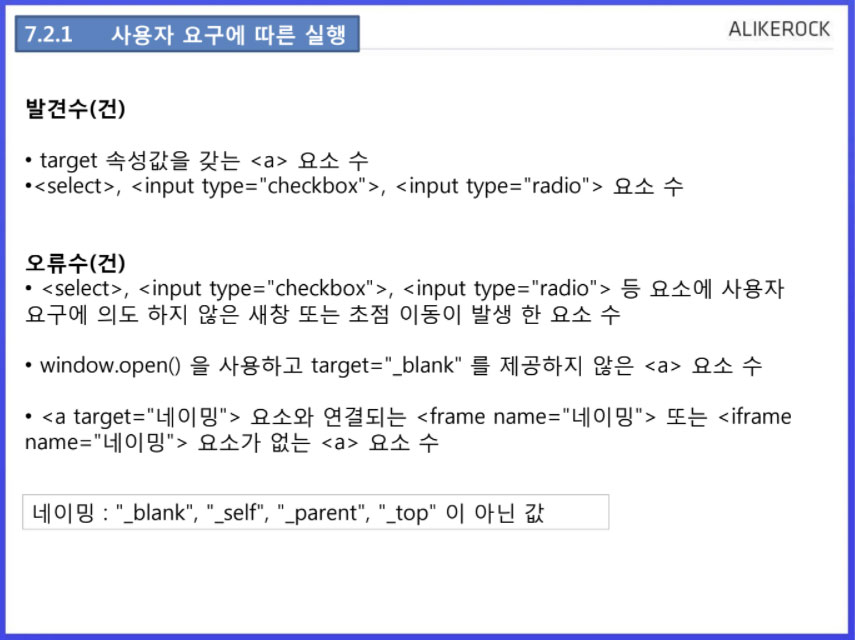 7.2.1 사용자 요구에 따른 실행
ALIKEROCK
발견수(건)
• target 속성값을 갖는 <a> 요소 수
•<select>, <input type="checkbox">, <input type="radio"> 요소 수
오류수(건)
• <select>, <input type="checkbox">, <input type="radio"> 등 요소에 사용자
요구에 의도 하지 않은 새창 또는 초점 이동이 발생 한 요소 수
• window.open() 을 사용하고 target="_blank" 를 제공하지 않은 <a> 요소 수
• <a target="네이밍"> 요소와 연결되는 <frame name="네이밍"> 또는 <iframe
name="네이밍"> 요소가 없는 <a> 요소 수
네이밍 : "_blank", "_self", "_parent", "_top" 이 아닌 값